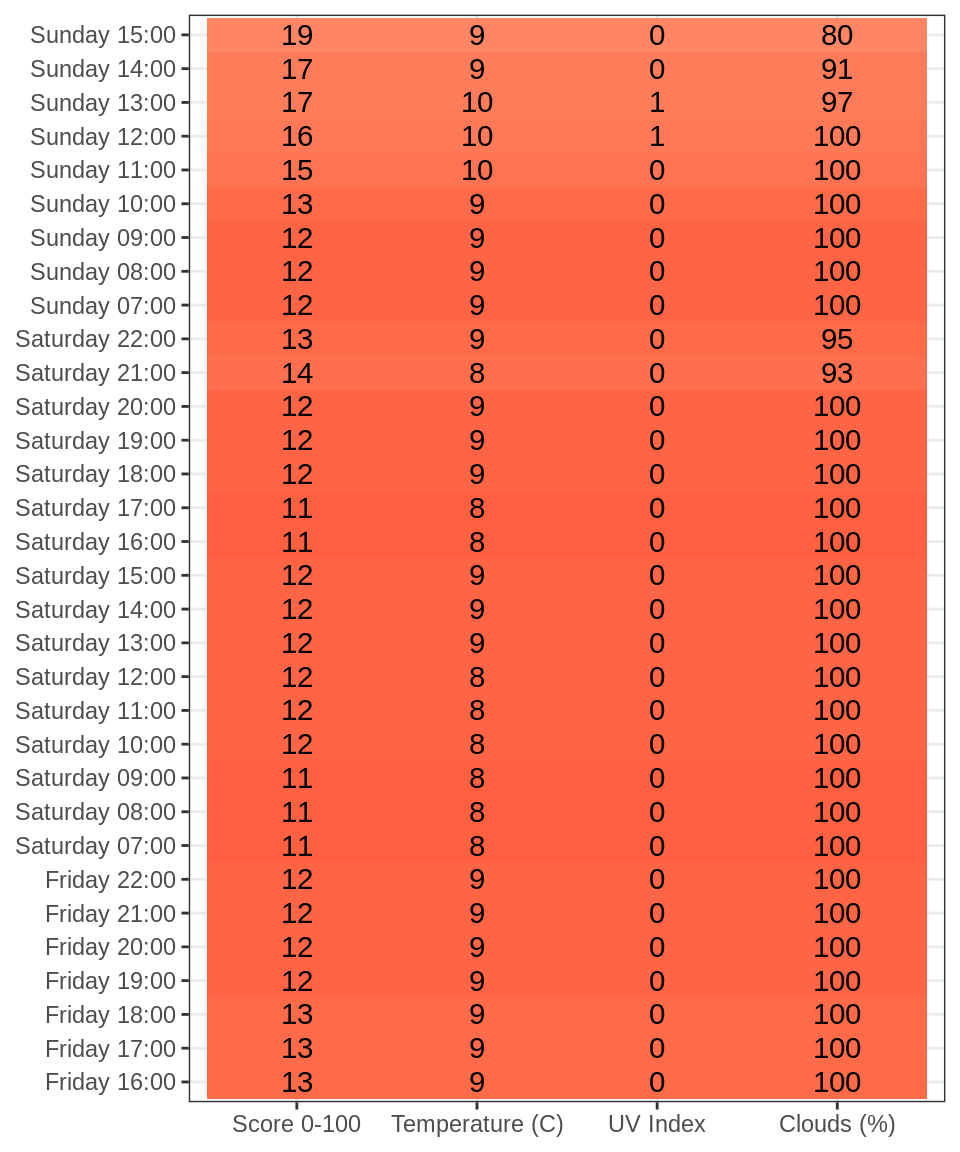 Sunday 15:00 19 9 0 80
Sunday 14:00 17 9 0 91
Sunday 13:00 17 10 1 97
Sunday 12:00 16 10 1 100
Sunday 11:00 15 10 0 100
Sunday 10:00 13 9 0 100
Sunday 09:00 12 9 0 100
Sunday 08:00 12 9 0 100
Sunday 07:00 12 9 0 100
Saturday 22:00 13 9 0 95
Saturday 21:00 14 8 0 93
Saturday 20:00 12 9 0 100
Saturday 19:00 12 9 0 100
Saturday 18:00 12 9 0 100
Saturday 17:00 11 8 0 100
Saturday 16:00 11 8 0 100
Saturday 15:00 12 9 0 100
Saturday 14:00 12 9 0 100
Saturday 13:00 12 9 0 100
Saturday 12:00 12 8 0 100
Saturday 11:00 12 8 0 100
Saturday 10:00 12 8 0 100
Saturday 09:00 11 8 0 100
Saturday 08:00 11 8 0 100
Saturday 07:00 11 8 0 100
Friday 22:00 12 9 0 100
Friday 21:00 12 9 0 100
Friday 20:00 12 9 0 100
Friday 19:00 12 9 0 100
Friday 18:00 13 9 0 100
Friday 17:00 13 9 0 100
Friday 16:00 13 9 0 100
Score 0-100 Temperature (C) UV Index Clouds (%)